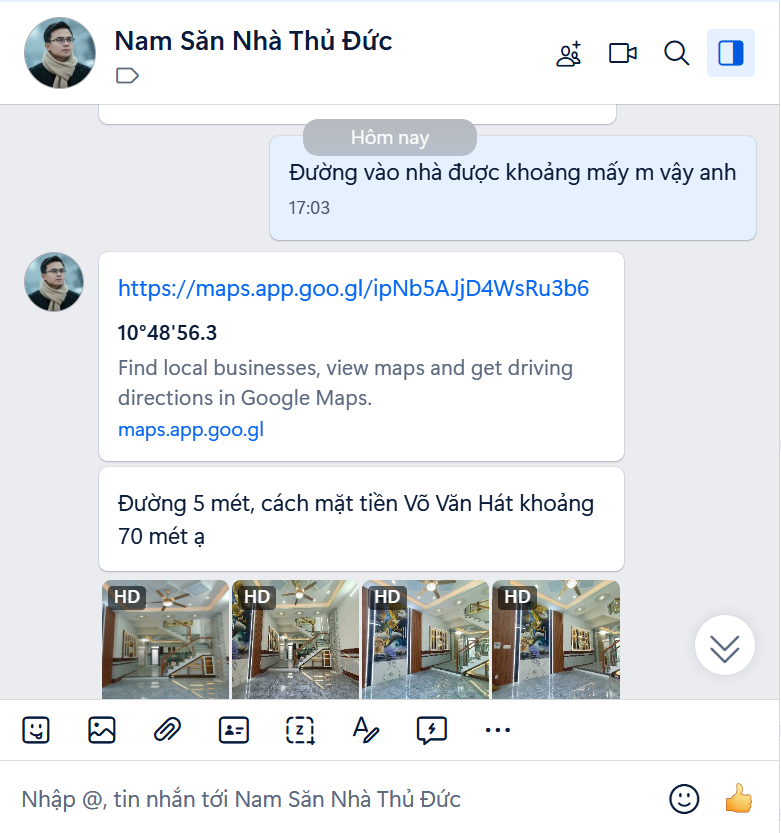 Nam Săn Nhà Thủ Đức
Hôm nay
Đường vào nhà được khoảng mấy m vậy anh
17:03
https://maps.app.goo.gl/ipNb5AJjD4WsRu3b6
10°48'56.3
Find local businesses, view maps and get driving
directions in Google Maps.
maps.app.goo.gl
Đường 5 mét, cách mặt tiền Võ Văn Hát khoảng
70 mét ạ
HD
HD
HD
HD
Nhập @, tin nhắn tới Nam Săn Nhà Thủ Đức